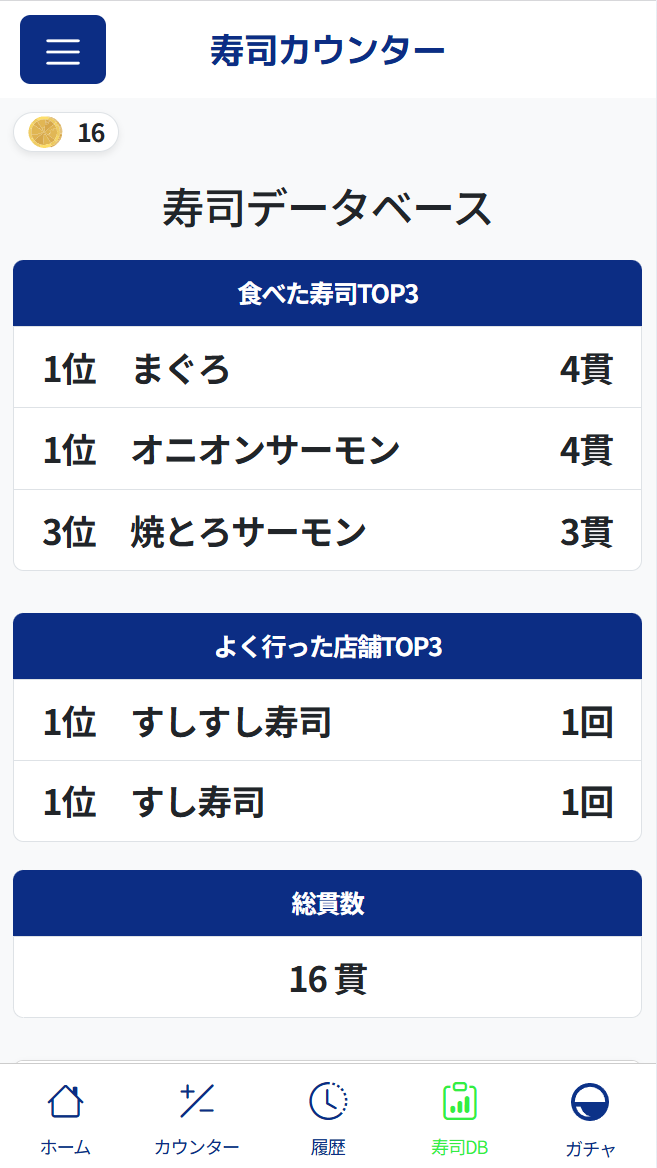 寿司カウンター
16
寿司データベース
食べた寿司TOP3
1位 まぐろ 4貫
1位 オニオンサーモン 4貫
3位 焼とろサーモン 3貫
よく行った店舗TOP3
1位 すしすし寿司 1回
1位 すし寿司 1回
総貫数
16 貫
ホーム カウンター 履歴 寿司DB ガチャ